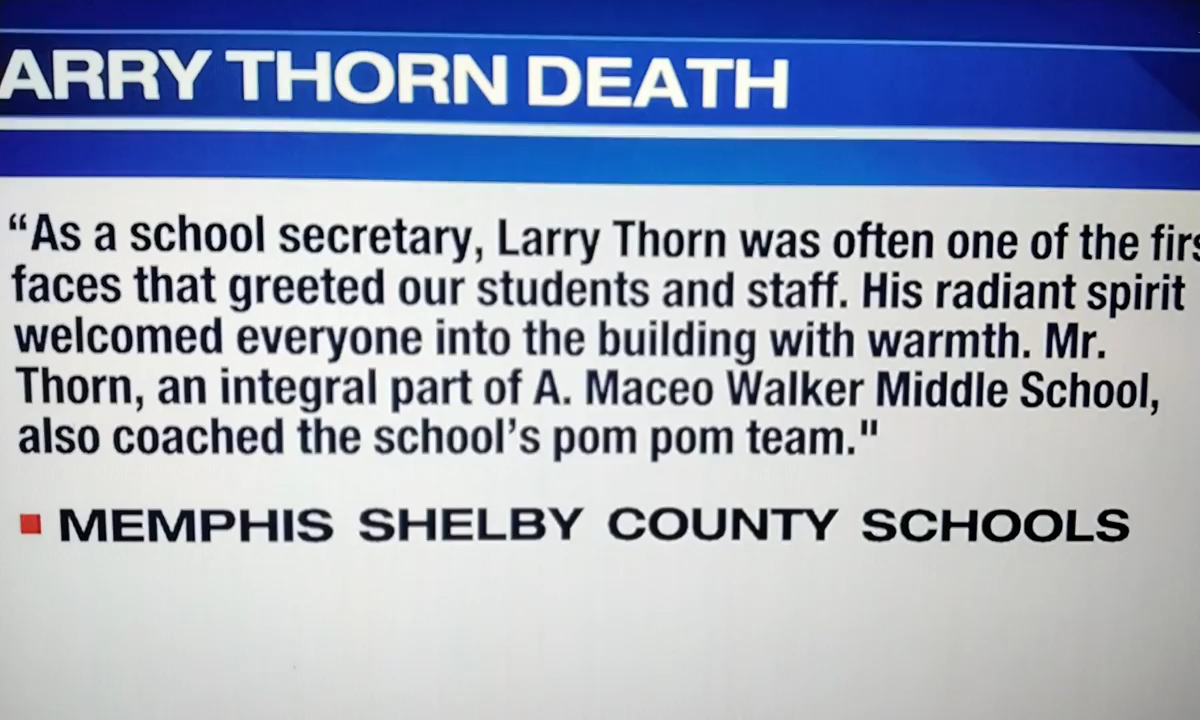 ARRY THORN DEATH
“As a school secretary, Larry Thorn was often one of the firs
faces that greeted our students and staff. His radiant spirit
welcomed everyone into the building with warmth. Mr.
Thorn, an integral part of A. Maceo Walker Middle School,
also coached the school’s pom pom team."
MEMPHIS SHELBY COUNTY SCHOOLS